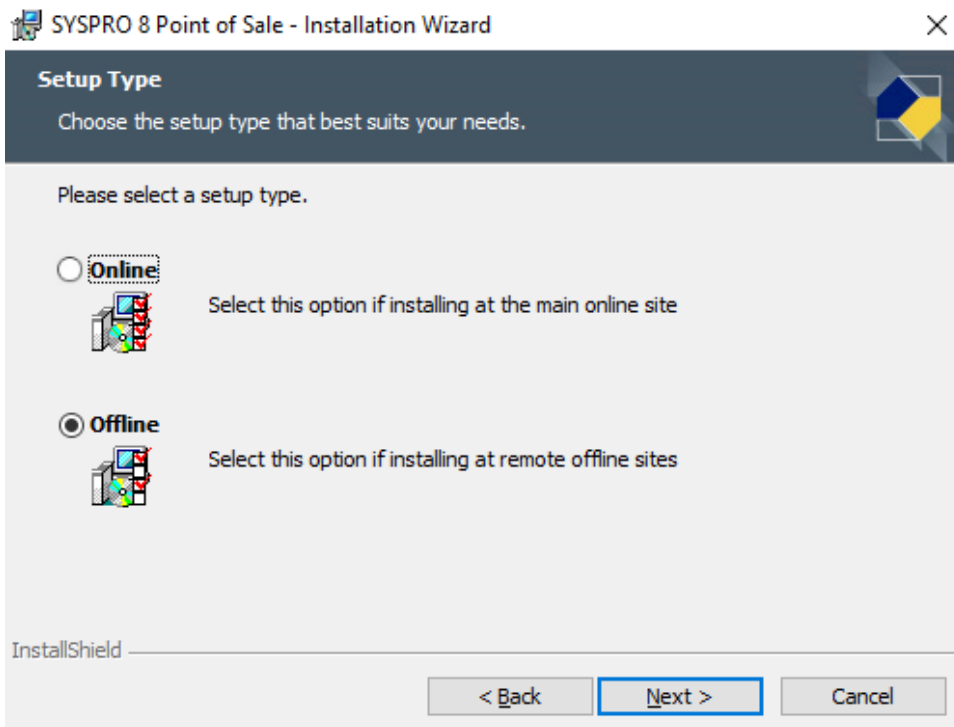 SYSPRO 8 Point of Sale - Installation Wizard
Setup Type
Choose the setup type that best suits your needs.
Please select a setup type.
Online
Select this option if installing at the main online site
Offline
Select this option if installing at remote offline sites
InstallShield
< Back Next > Cancel